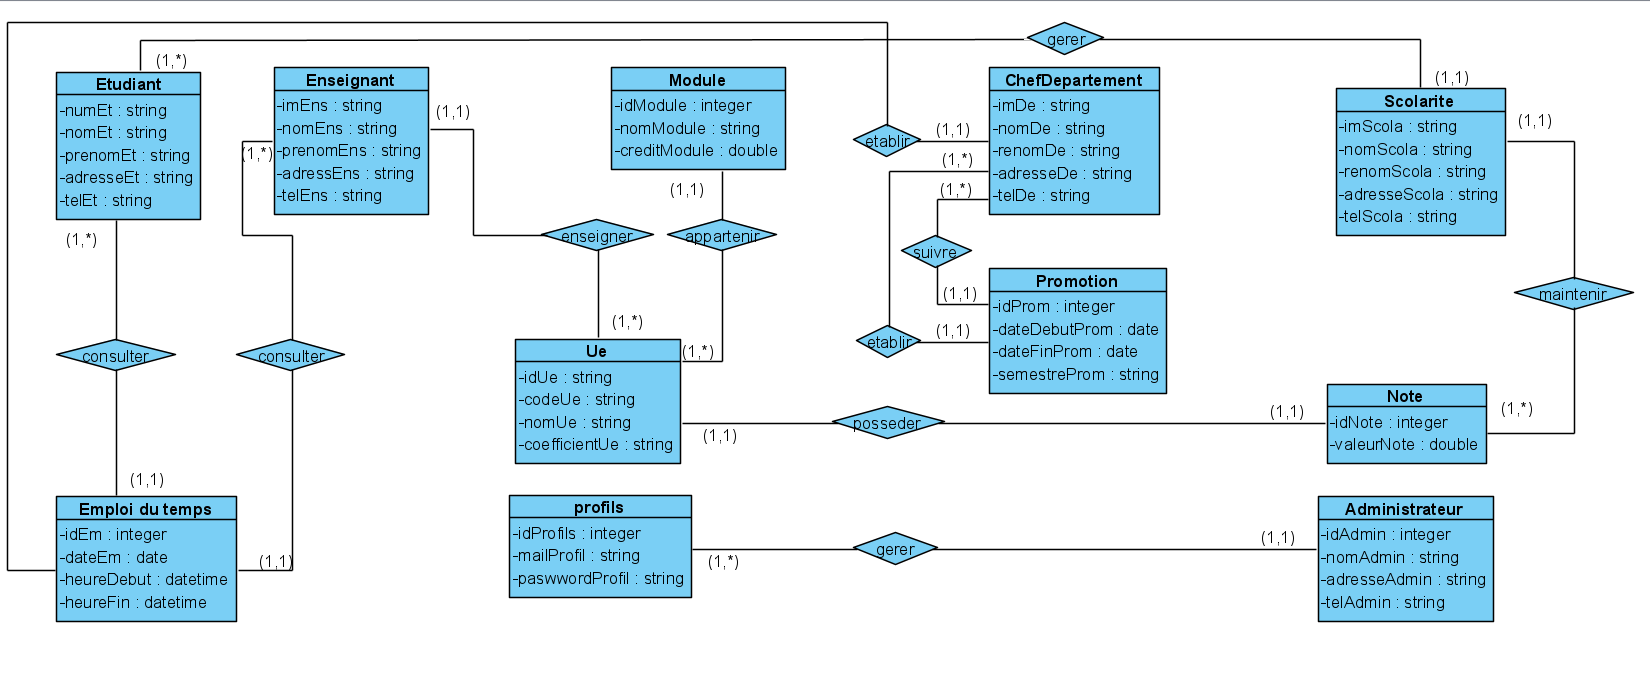 gerer
(1,*)
(1,1)
Etudiant
-numEt : string
-nomEt : string
-prenomEt : string
-adresseEt : string
-telEt : string
(1,*)
Enseignant
-imEns : string
-nomEns : string
-prenomEns : string
-adressEns : string
-telEns : string
(1,1)
(1,*)
Module
-idModule : integer
-nomModule : string
-creditModule : double
(1,1)
ChefDepartement
-imDe : string
-nomDe : string
-renomDe : string
-adresseDe : string
-telDe : string
etablir
(1,1)
(1,*)
(1,*)
Scolarite
-imScola : string
-nomScola : string
-renomScola : string
-adresseScola : string
-telScola : string
(1,1)
enseigner
appartenir
suivre
(1,1)
Promotion
-idProm : integer
-dateDebutProm : date
-dateFinProm : date
-semestreProm : string
etablir
(1,1)
maintenir
consulter
consulter
(1,*)
(1,*)
Ue
-idUe : string
-codeUe : string
-nomUe : string
-coefficientUe : string
(1,1)
posseder
(1,1)
Note
-idNote : integer
-valeurNote : double
(1,*)
(1,1)
Emploi du temps
-idEm : integer
-dateEm : date
-heureDebut : datetime
-heureFin : datetime
(1,1)
profils
-idProfils : integer
-mailProfil : string
-paswwordProfil : string
(1,*)
gerer
(1,1)
Administrateur
-idAdmin : integer
-nomAdmin : string
-adresseAdmin : string
-telAdmin : string